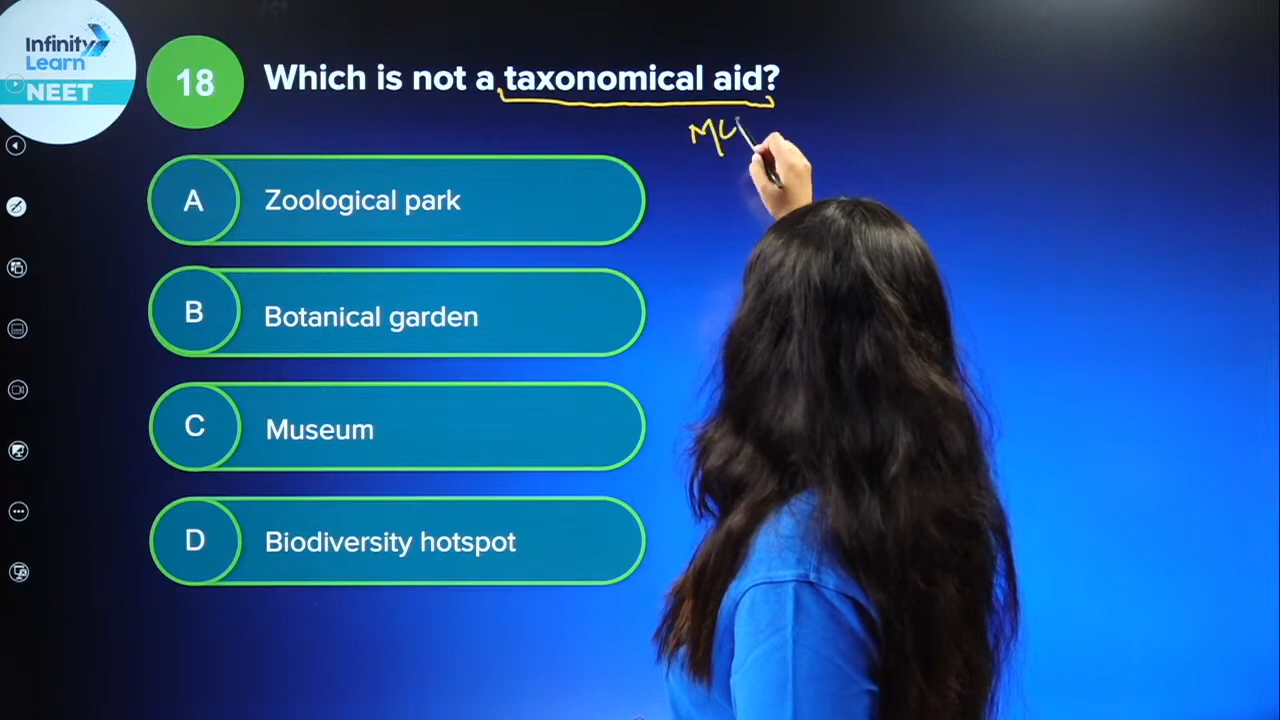 Infinity
Learn
NEET
18
Which is not a taxonomical aid?
A
Zoological park
B
Botanical garden
C
Museum
D
Biodiversity hotspot